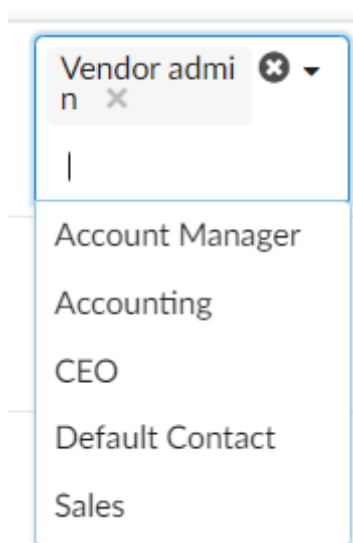 Vendor admi
n
Account Manager
Accounting
CEO
Default Contact
Sales